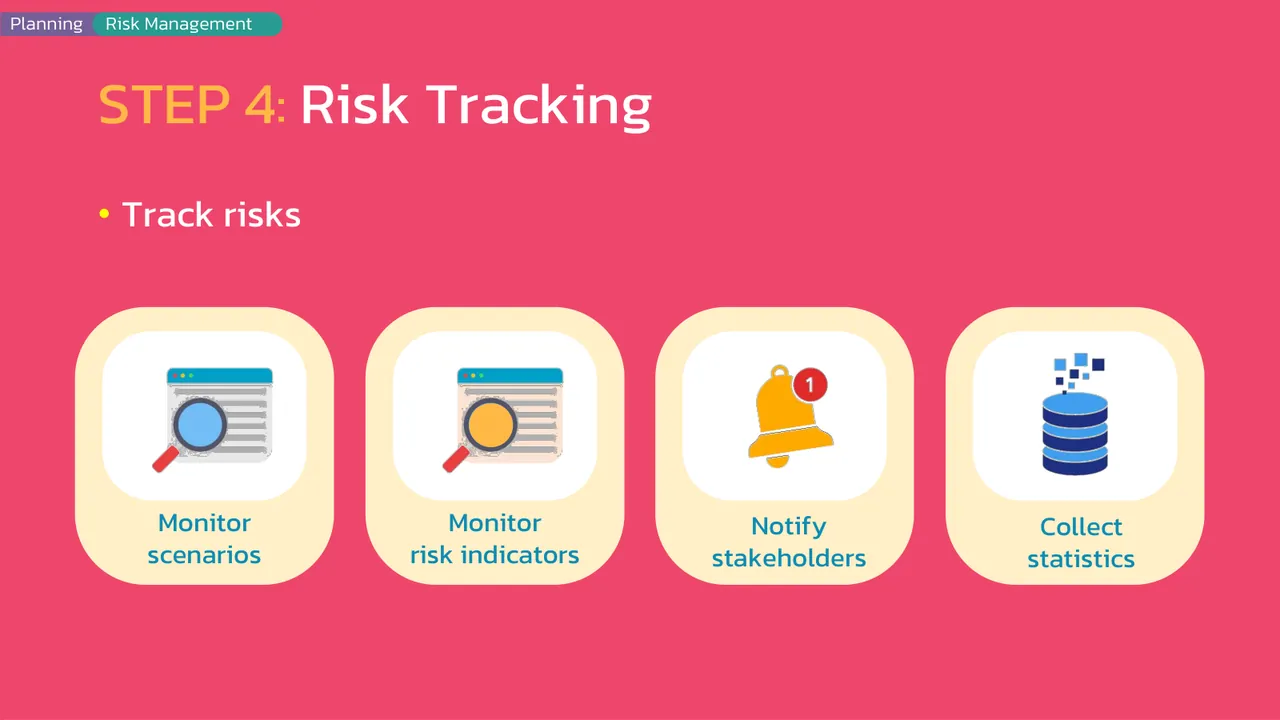 Planning Risk Management
STEP 4: Risk Tracking
• Track risks
1
Monitor
scenarios
Monitor
risk indicators
Notify
stakeholders
Collect
statistics